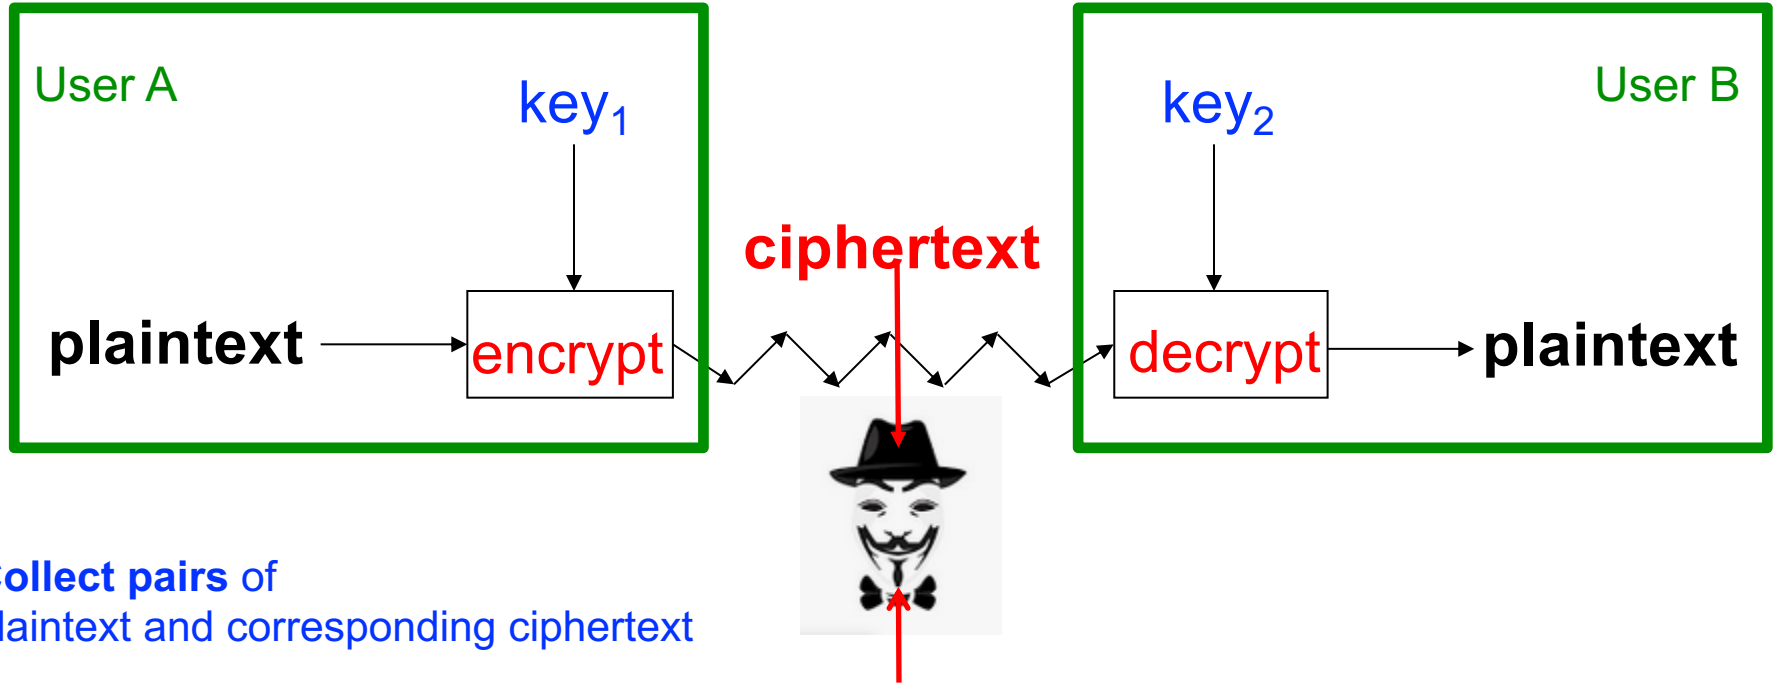 User A
key₁
key₂
User B
ciphertext
plaintext
encrypt
decrypt
plaintext
ollect pairs of
laintext and corresponding ciphertext